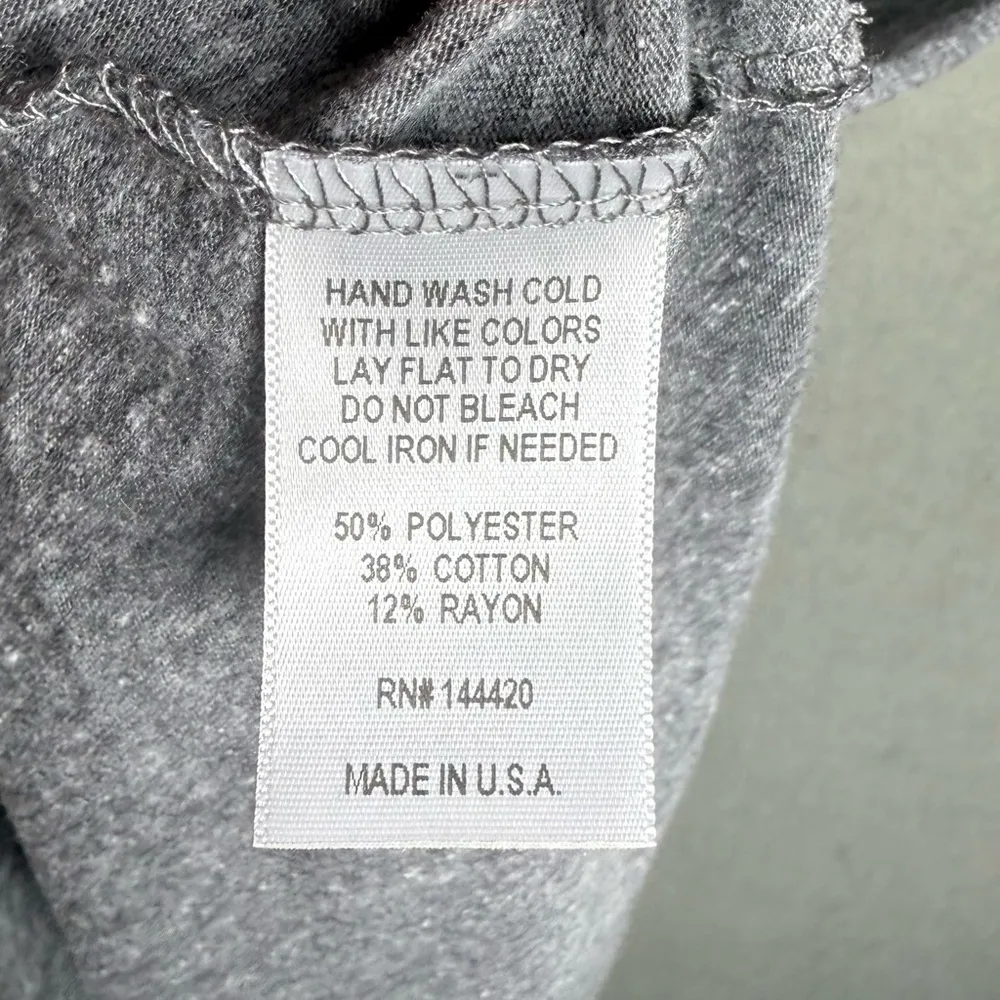 HAND WASH COLD
WITH LIKE COLORS
LAY FLAT TO DRY
DO NOT BLEACH
COOL IRON IF NEEDED
50% POLYESTER
38% COTTON
12% RAYON
RN# 144420
MADE IN U.S.A.